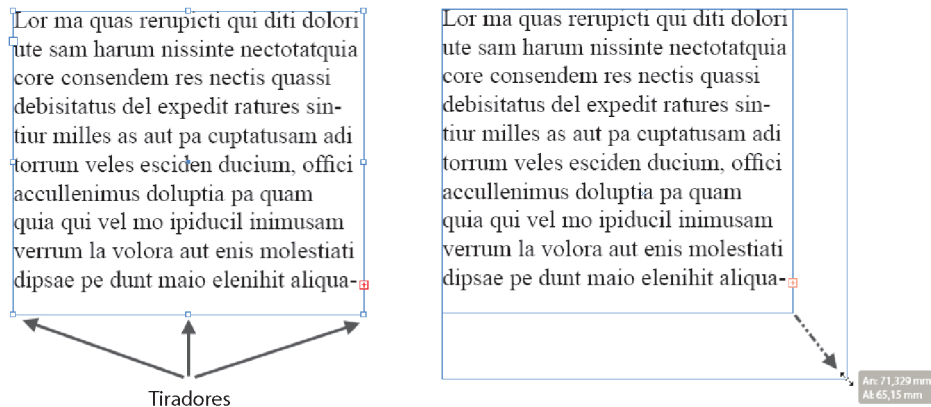 Lor ma quas rerupicti qui diti dolori
ute sam harum nissinte nectotatquia
core consendem res nectis quassi
debisitatus del expedit ratures sin-
tiur milles as aut pa cuptatusam adi
torrum veles esciden ducium, offici
accullenimus doluptia pa quam
quia qui vel mo ipiducil inimusam
verrum la volora aut enis molestiati
dipsae pe dunt maio elenihit aliqua-
Tiradores
Lor ma quas rerupicti qui diti dolori
ute sam harum nissinte nectotatquia
core consendem res nectis quassi
debisitatus del expedit ratures sin-
tiur milles as aut pa cuptatusam adi
torrum veles esciden ducium, offici
accullenimus doluptia pa quam
quia qui vel mo ipiducil inimusam
verrum la volora aut enis molestiati
dipsae pe dunt maio elenihit aliqua-
An: 71,329 mm
Al: 65,15 mm